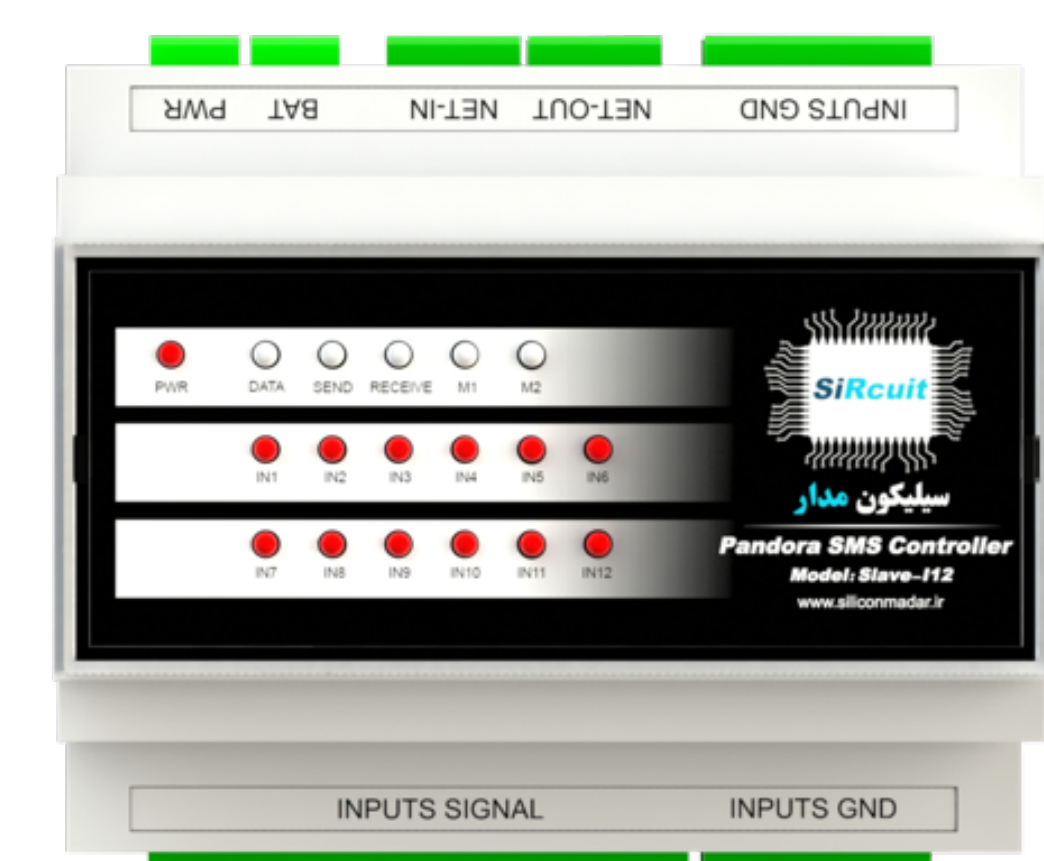 PWR BAT NET-IN NET-OUT INPUTS GND
PWR DATA SEND RECEIVE M1 M2
IN1 IN2 IN3 IN4 IN5 IN6
IN7 IN8 IN9 IN10 IN11 IN12
SiRcuit
سیلیکون مدار
Pandora SMS Controller
Model: Slave-I12
www.siliconmadar.ir
INPUTS SIGNAL INPUTS GND